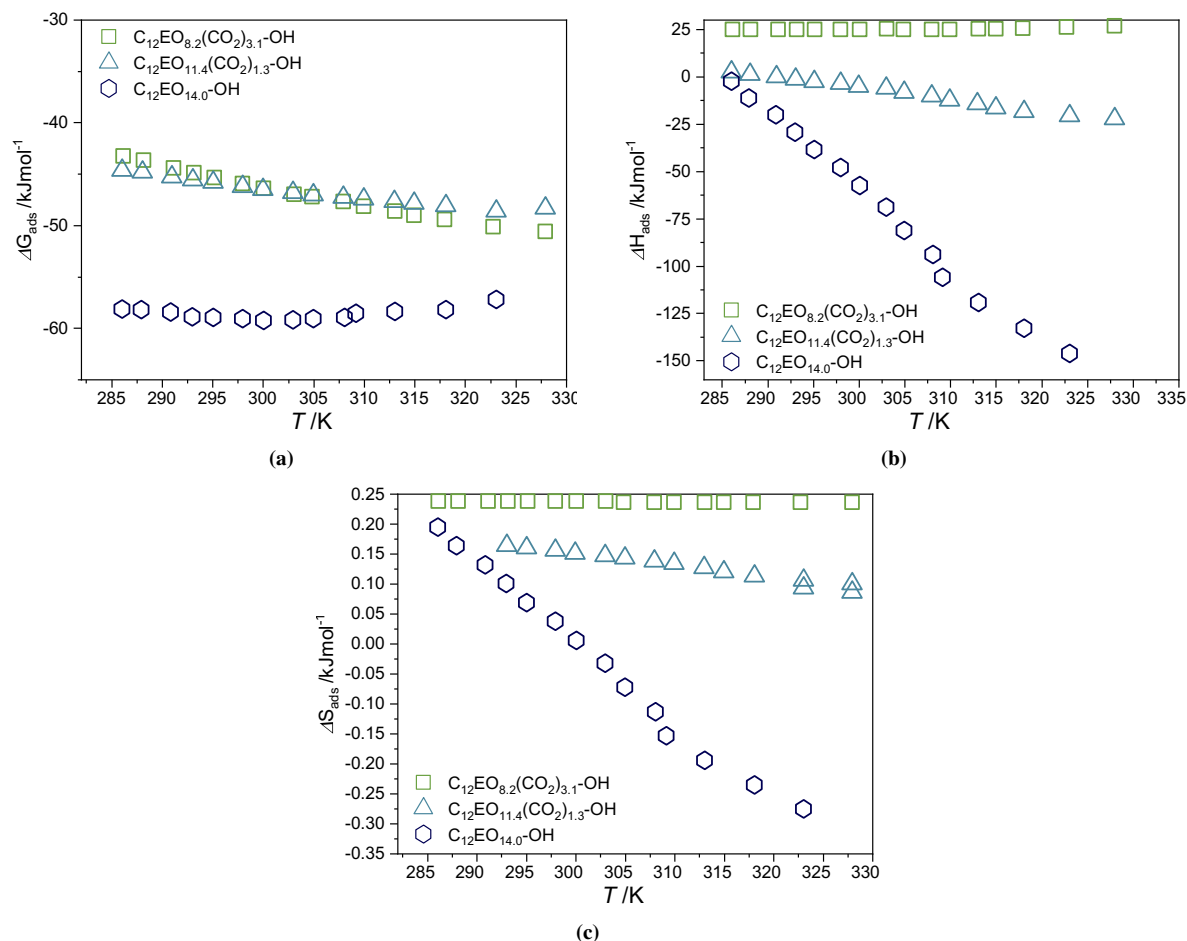 -30
-40
-50
-60
ΔG_ads /kJmol⁻¹
C₁₂EO₈.₂(CO₂)₃.₁-OH
C₁₂EO₁₁.₄(CO₂)₁.₃-OH
C₁₂EO₁₄.₀-OH
285 290 295 300 305 310 315 320 325 330
T /K
(a)
25
0
-25
-50
-75
-100
-125
-150
ΔH_ads /kJmol⁻¹
C₁₂EO₈.₂(CO₂)₃.₁-OH
C₁₂EO₁₁.₄(CO₂)₁.₃-OH
C₁₂EO₁₄.₀-OH
285 290 295 300 305 310 315 320 325 330 335
T /K
(b)
0.25
0.20
0.15
0.10
0.05
0.00
-0.05
-0.10
-0.15
-0.20
-0.25
-0.30
-0.35
ΔS_ads /kJmol⁻¹
C₁₂EO₈.₂(CO₂)₃.₁-OH
C₁₂EO₁₁.₄(CO₂)₁.₃-OH
C₁₂EO₁₄.₀-OH
285 290 295 300 305 310 315 320 325 330
T /K
(c)